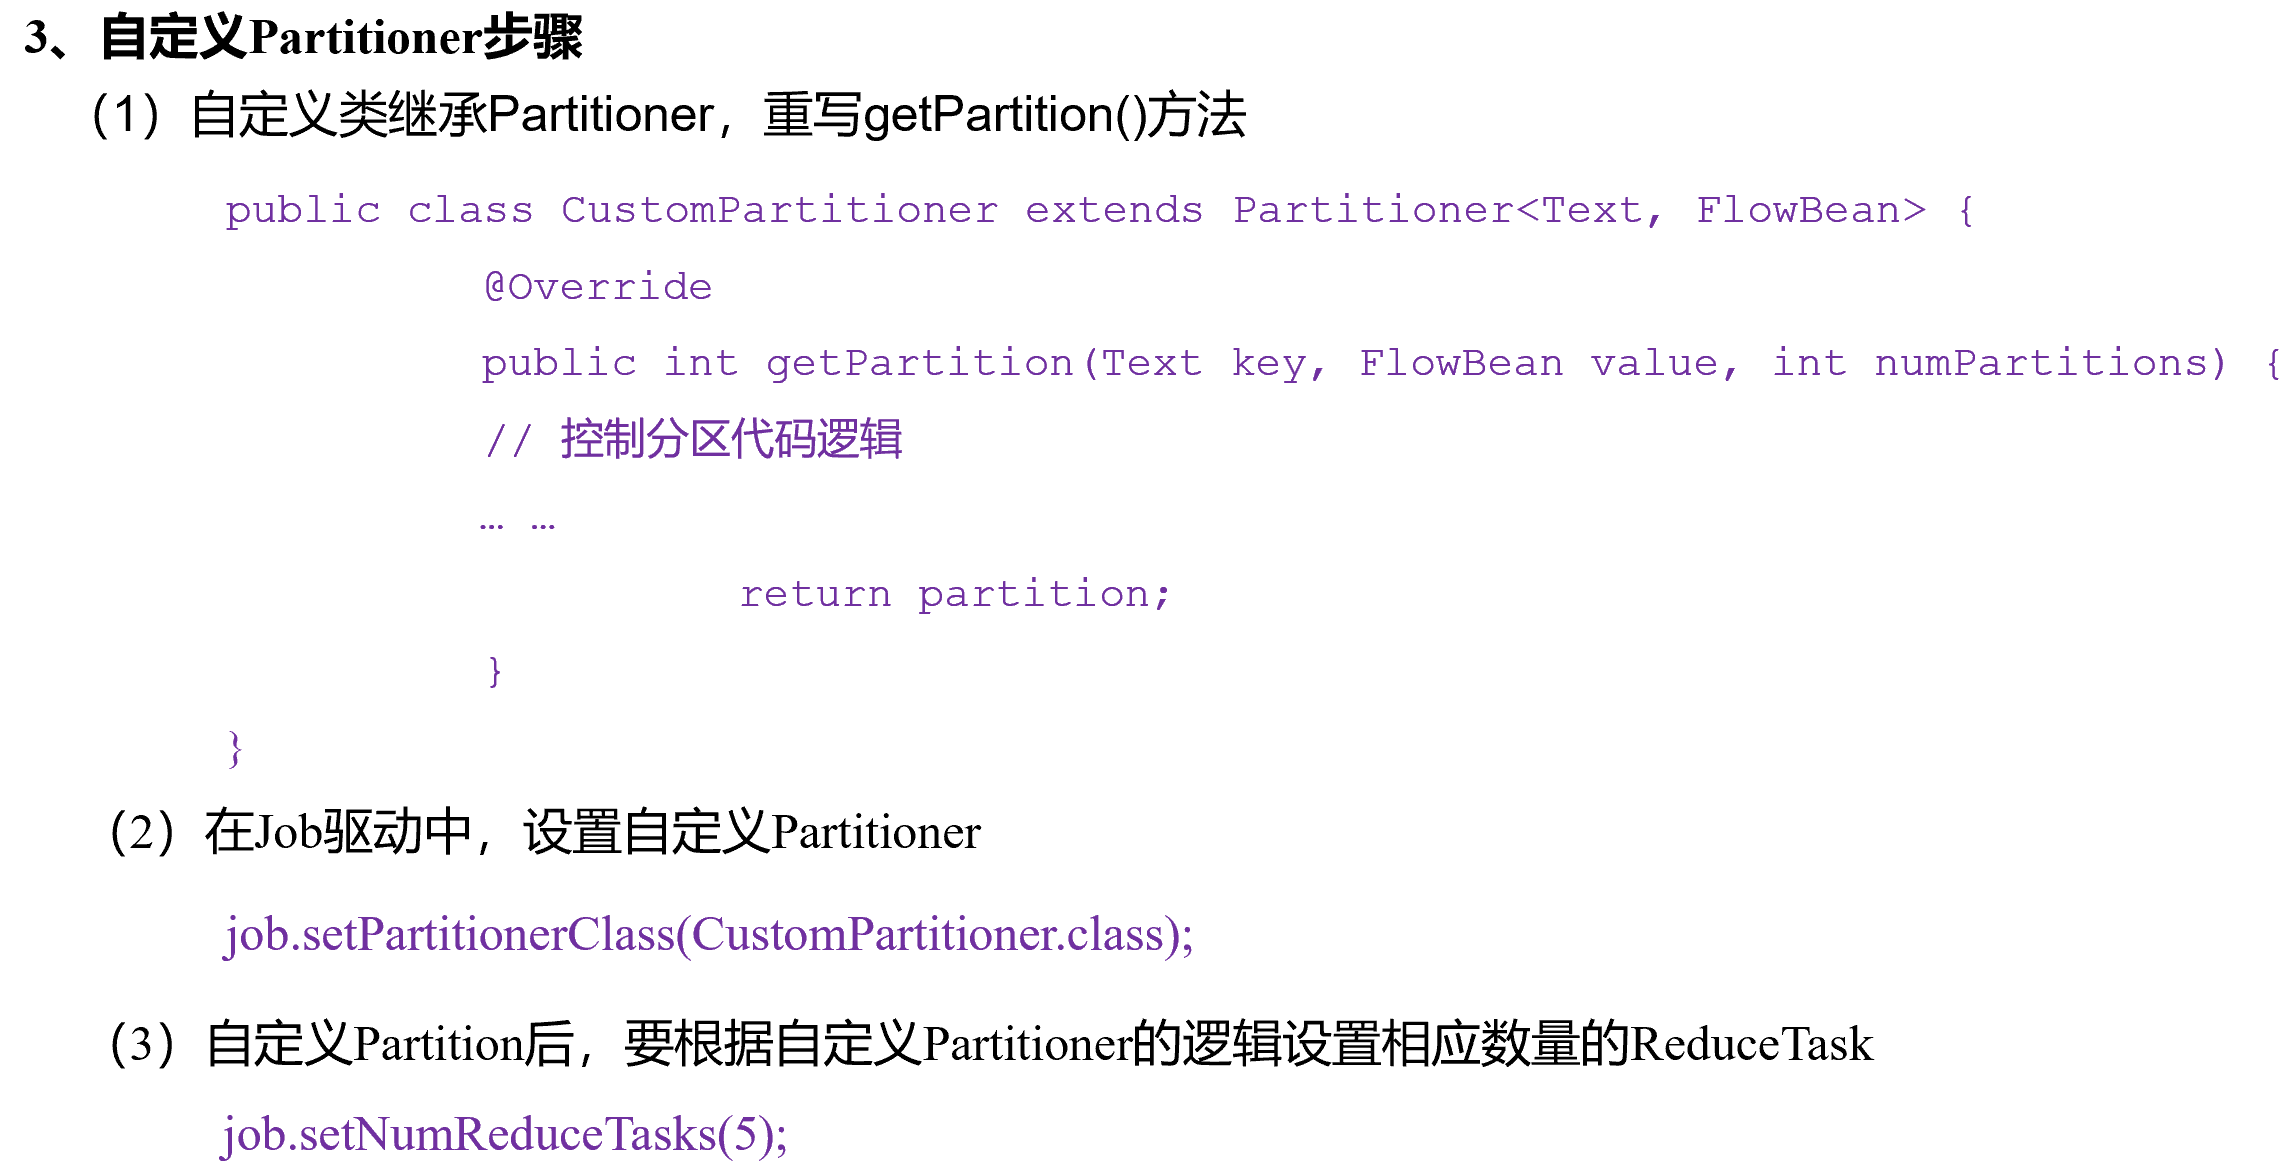 3、自定义Partitioner步骤
（1）自定义类继承Partitioner，重写getPartition()方法
public class CustomPartitioner extends Partitioner<Text, FlowBean> {
@Override
public int getPartition(Text key, FlowBean value, int numPartitions) {
// 控制分区代码逻辑
… …
return partition;
}
}
（2）在Job驱动中，设置自定义Partitioner
job.setPartitionerClass(CustomPartitioner.class);
（3）自定义Partition后，要根据自定义Partitioner的逻辑设置相应数量的ReduceTask
job.setNumReduceTasks(5);